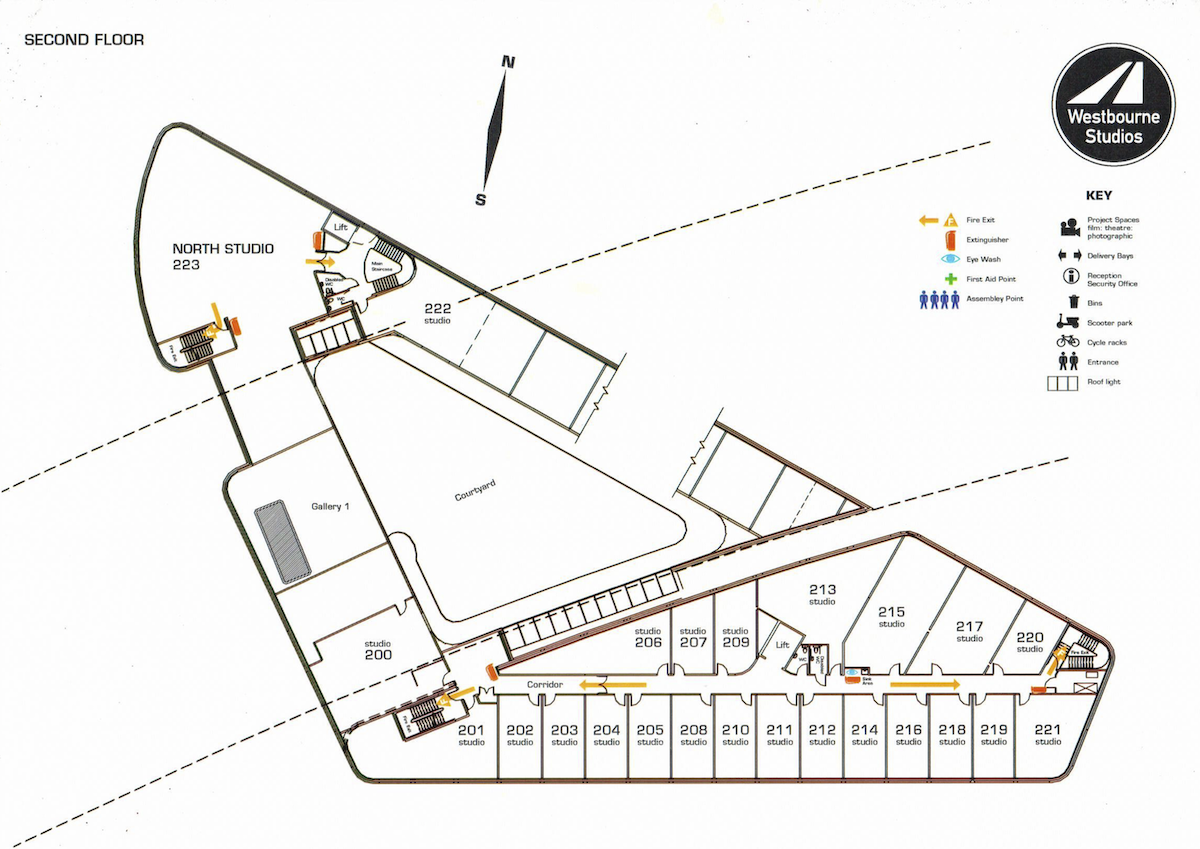 SECOND FLOOR
N
S
Westbourne
Studios
KEY
Fire Exit
Extinguisher
Eye Wash
First Aid Point
Assembley Point
Project Spaces
film: theatre:
photographic
Delivery Bays
Reception
Security Office
Bins
Scooter park
Cycle racks
Entrance
Roof light
NORTH STUDIO
223
Lift
Main
Staircase
Disabled
WC
WC
Fire Exit
222
studio
Gallery 1
Courtyard
studio
200
Fire Exit
Corridor
studio
206
studio
207
studio
209
Lift
WC
WC
Disabled
213
studio
215
studio
217
studio
220
studio
Fire Exit
Sink
Area
201
studio
202
studio
203
studio
204
studio
205
studio
208
studio
210
studio
211
studio
212
studio
214
studio
216
studio
218
studio
219
studio
221
studio